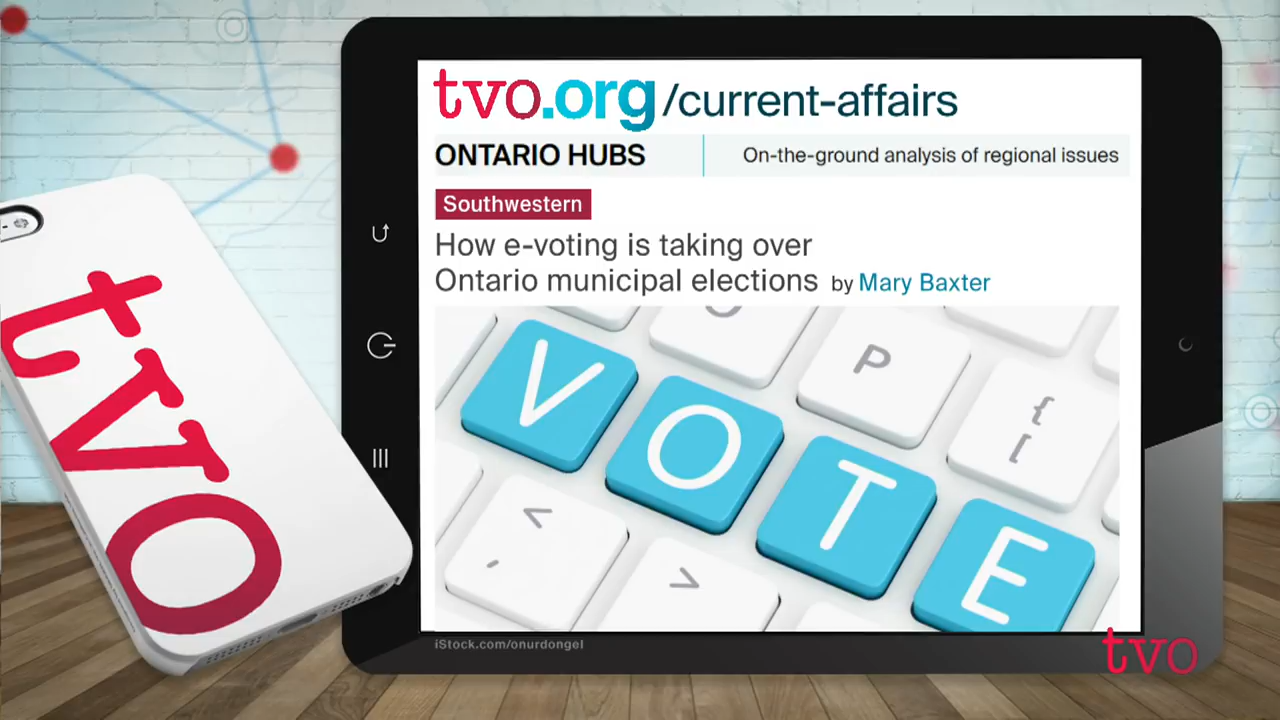 tvo.org/current-affairs
ONTARIO HUBS
On-the-ground analysis of regional issues
Southwestern
How e-voting is taking over
Ontario municipal elections by Mary Baxter
P
{
[
V
O
T
E
<
,
>
iStock.com/onurdongel
tvo
tvo